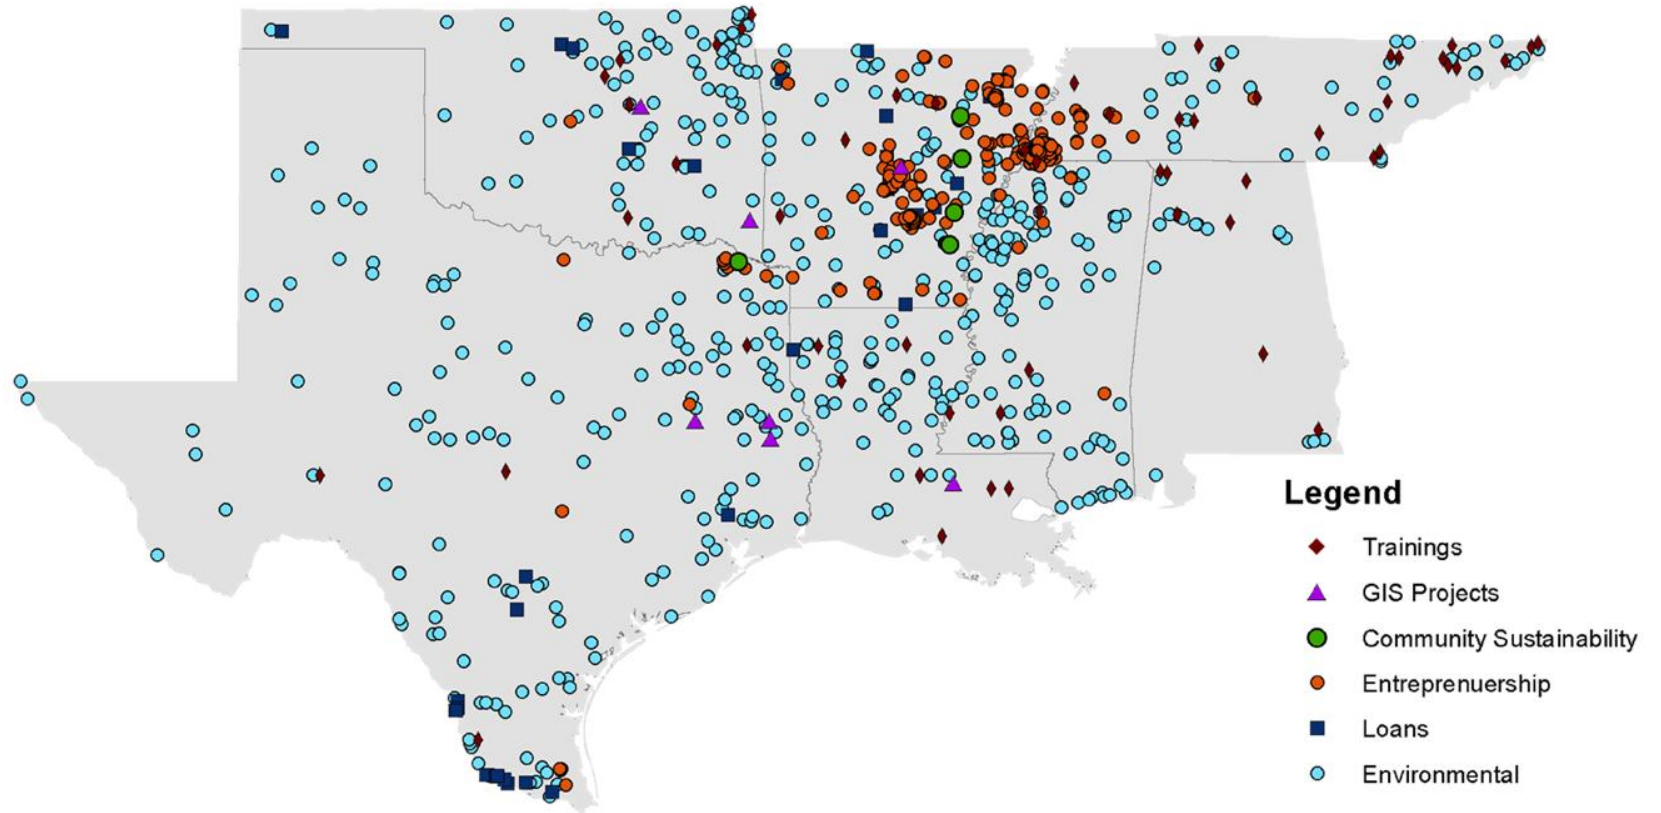 Legend
Trainings
GIS Projects
Community Sustainability
Entreprenuership
Loans
Environmental